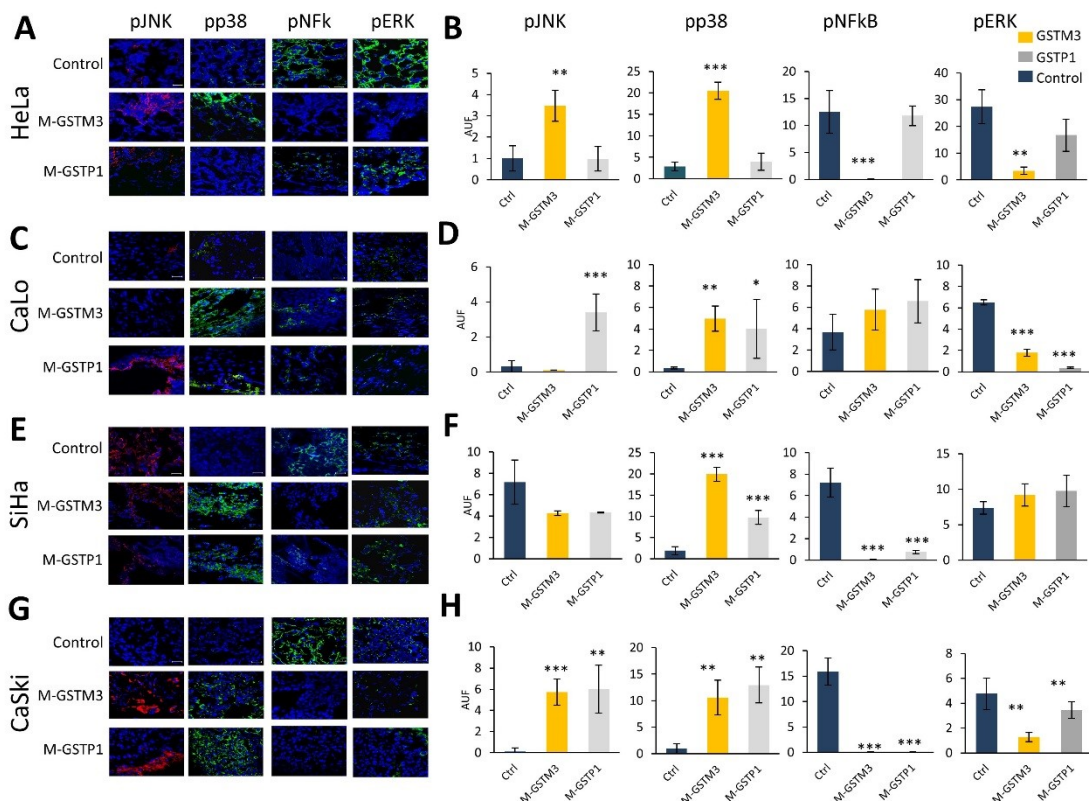 pJNK pp38 pNFk pERK
A
HeLa
Control
M-GSTM3
M-GSTP1
B
pJNK pp38 pNFkB pERK
GSTM3
GSTP1
Control
AUF
5
4
3
2
1
0
**
Ctrl M-GSTM3 M-GSTP1
25
20
15
10
5
0
***
Ctrl M-GSTM3 M-GSTP1
20
15
10
5
0
***
Ctrl M-GSTM3 M-GSTP1
40
30
20
10
0
**
Ctrl M-GSTM3 M-GSTP1
C
CaLo
Control
M-GSTM3
M-GSTP1
D
AUF
6
4
2
0
***
Ctrl M-GSTM3 M-GSTP1
10
8
6
4
2
0
** *
Ctrl M-GSTM3 M-GSTP1
10
8
6
4
2
0
Ctrl M-GSTM3 M-GSTP1
10
8
6
4
2
0
*** ***
Ctrl M-GSTM3 M-GSTP1
E
SiHa
Control
M-GSTM3
M-GSTP1
F
AUF
10
8
6
4
2
0
Ctrl M-GSTM3 M-GSTP1
25
20
15
10
5
0
*** ***
Ctrl M-GSTM3 M-GSTP1
10
8
6
4
2
0
*** ***
Ctrl M-GSTM3 M-GSTP1
15
10
5
0
Ctrl M-GSTM3 M-GSTP1
G
CaSki
Control
M-GSTM3
M-GSTP1
H
AUF
10
8
6
4
2
0
*** **
Ctrl M-GSTM3 M-GSTP1
25
20
15
10
5
0
** **
Ctrl M-GSTM3 M-GSTP1
20
15
10
5
0
*** ***
Ctrl M-GSTM3 M-GSTP1
8
6
4
2
0
** **
Ctrl M-GSTM3 M-GSTP1